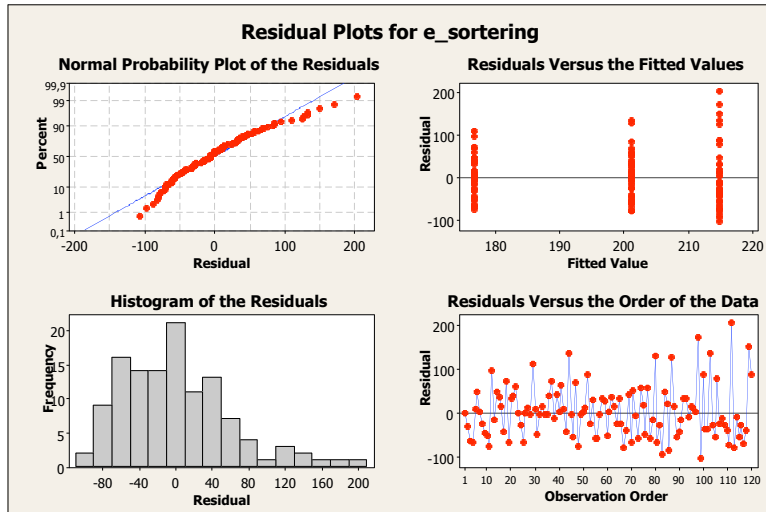 Residual Plots for e_sortering
Normal Probability Plot of the Residuals
Percent
99,9
99
90
50
10
1
0,1
-200 -100 0 100 200
Residual
Residuals Versus the Fitted Values
Residual
200
100
0
-100
180 190 200 210 220
Fitted Value
Histogram of the Residuals
Frequency
20
15
10
5
0
-80 -40 0 40 80 120 160 200
Residual
Residuals Versus the Order of the Data
Residual
200
100
0
-100
1 10 20 30 40 50 60 70 80 90 100 110 120
Observation Order